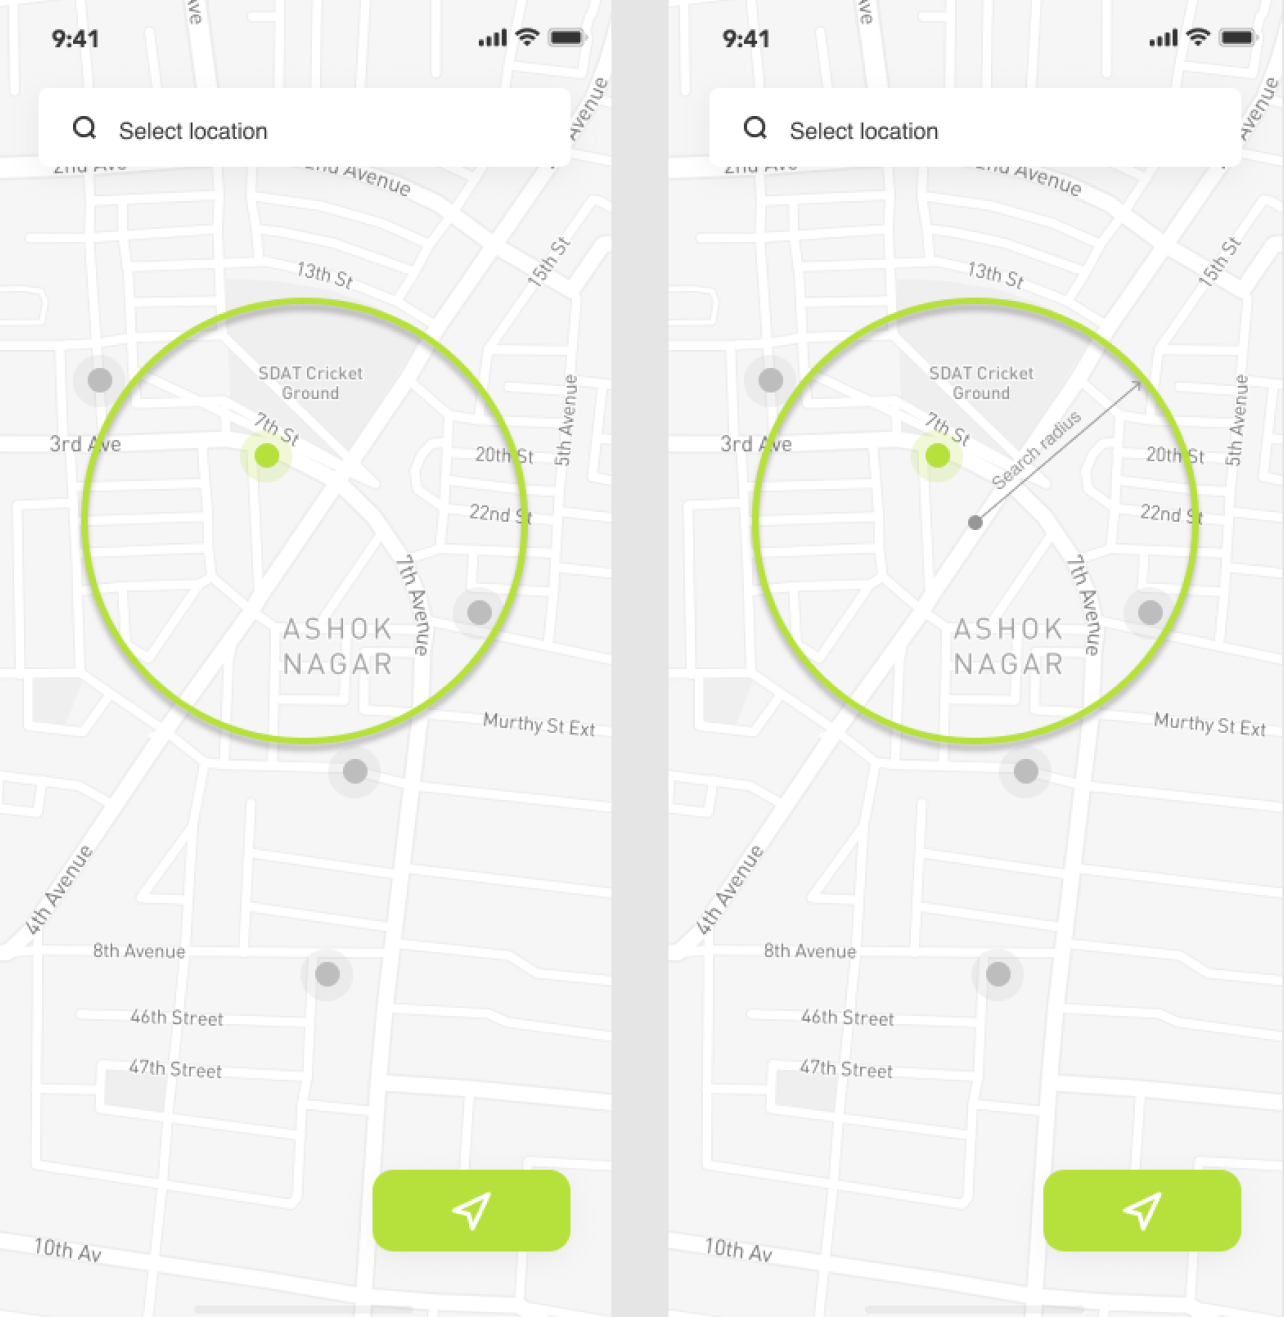 Ave
9:41
Avenue
Select location
2nd Ave
2nd Avenue
15th St
13th St
SDAT Cricket
Ground
7th St
5th Avenue
3rd Ave
20th St
22nd St
7th Avenue
ASHOK
NAGAR
Murthy St Ext
4th Avenue
8th Avenue
46th Street
47th Street
10th Av
Ave
9:41
Avenue
Select location
2nd Ave
2nd Avenue
15th St
13th St
SDAT Cricket
Ground
7th St
Search radius
5th Avenue
3rd Ave
20th St
22nd St
7th Avenue
ASHOK
NAGAR
Murthy St Ext
4th Avenue
8th Avenue
46th Street
47th Street
10th Av